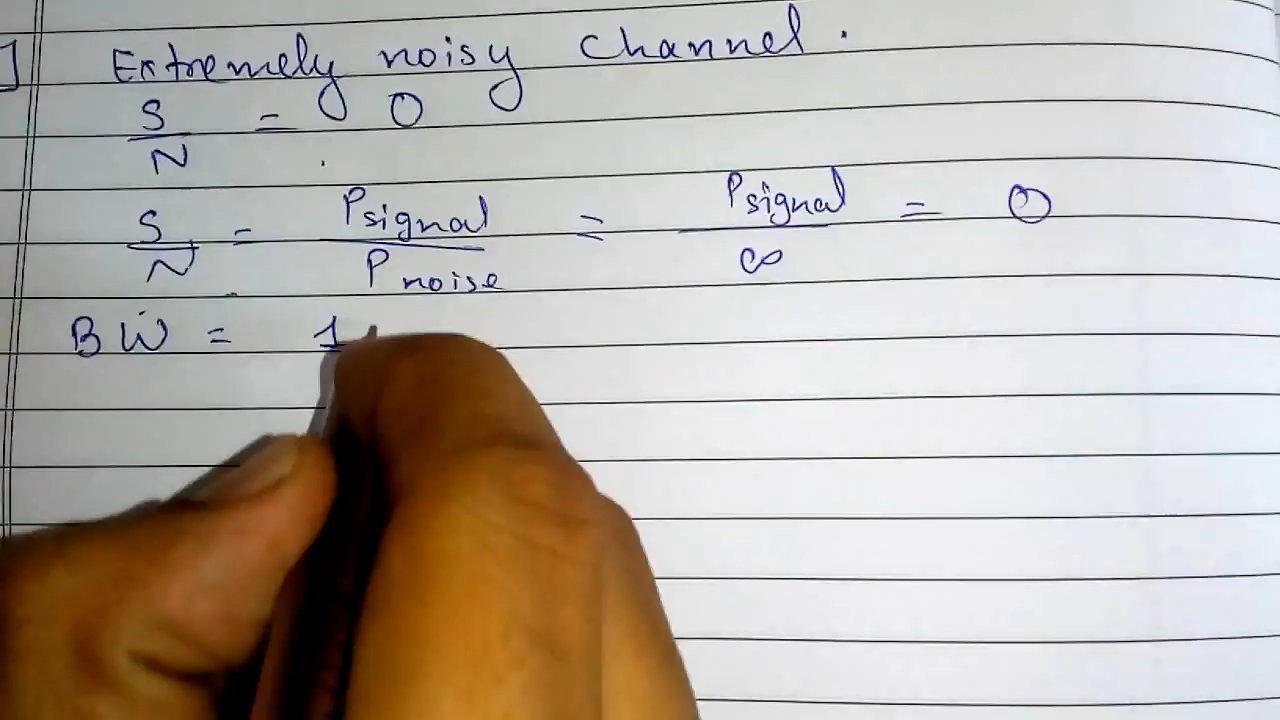 ] Extremely noisy channel.
S/N = 0
S/N = Psignal/Pnoise = Psignal/∞ = 0
BW = 1